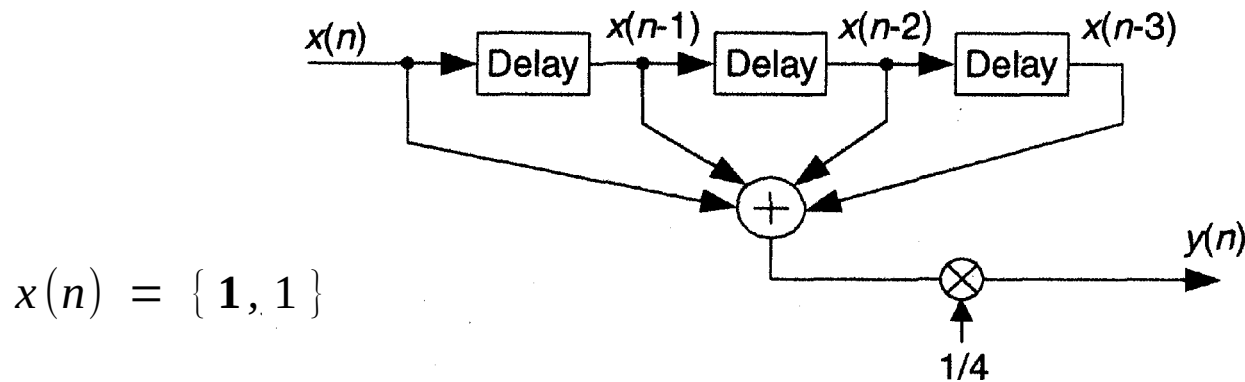 x(n) x(n-1) x(n-2) x(n-3)
Delay Delay Delay
+
y(n)
x(n) = { 1, 1 }
1/4